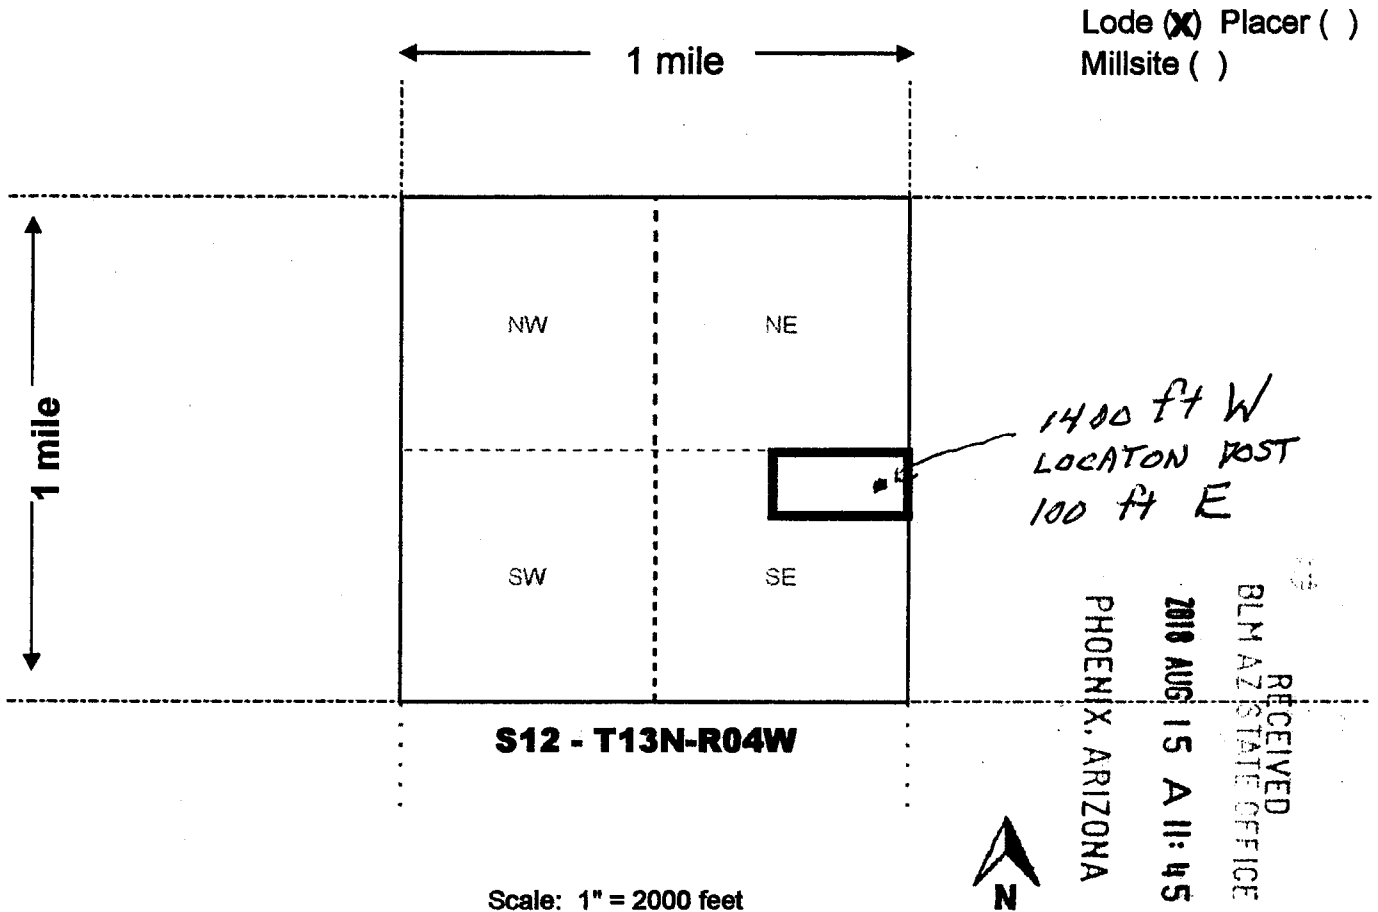 Lode (X) Placer ( )
Millsite ( )
1 mile
1 mile
NW
NE
1400 ft W
LOCATON POST
100 ft E
SW
SE
RECEIVED
BLM AZ STATE OFFICE
2018 AUG 15 A 11:45
PHOENIX, ARIZONA
S12 - T13N-R04W
N
Scale: 1" = 2000 feet